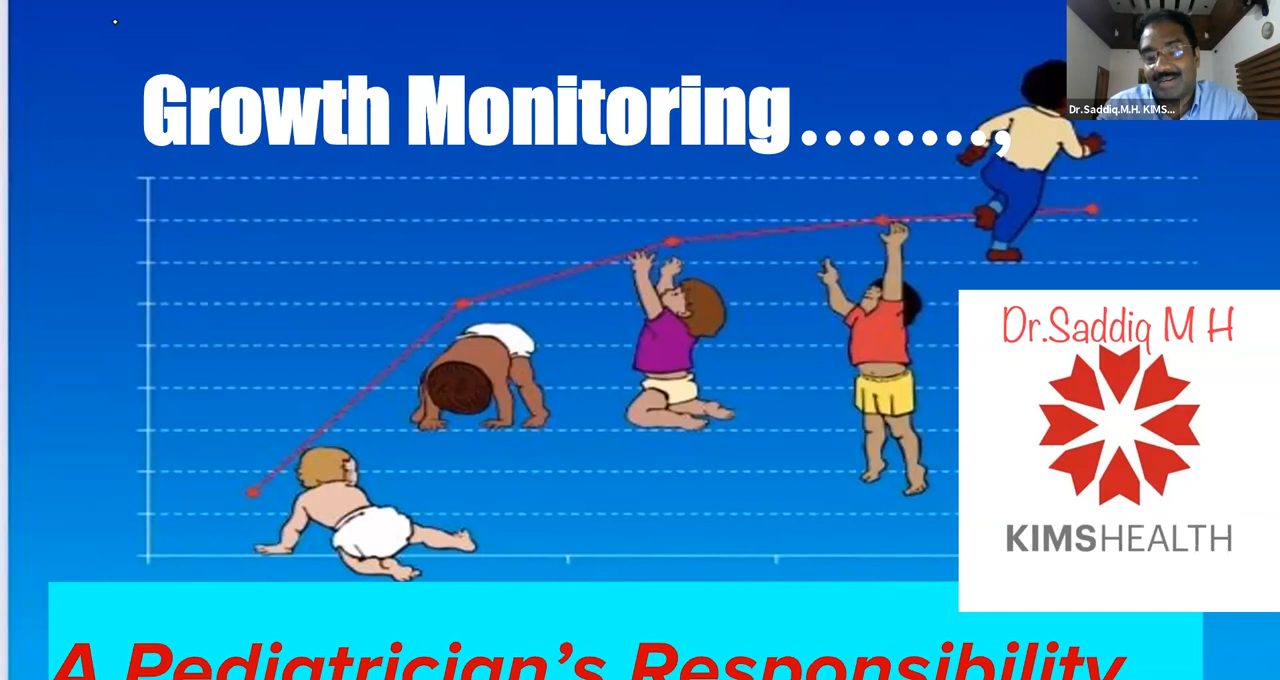 Growth Monitoring........,
Dr.Saddiq.M.H. KIMS...
Dr.Saddiq M H
KIMSHEALTH
A Pediatrician's Responsibility